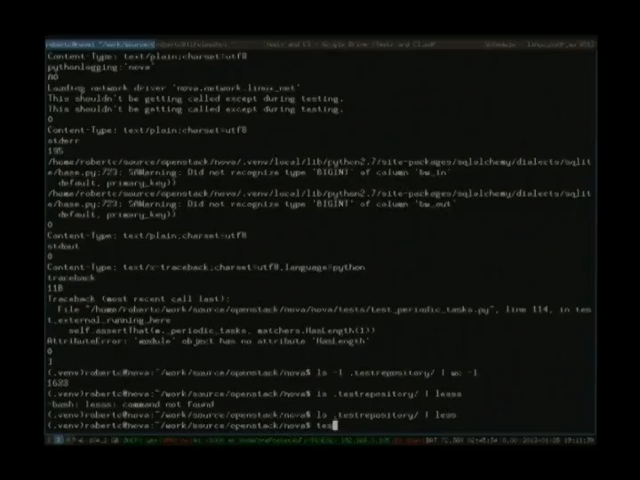 Content-Type: text/plain;charset=utf8
pythonlogging:'nova'
A0
Loading network driver 'nova.network.linux_net'
This shouldn't be getting called except during testing.
This shouldn't be getting called except during testing.
0
Content-Type: text/plain;charset=utf8
stderr
195
/home/robertc/source/openstack/nova/.venv/local/lib/python2.7/site-packages/sqlalchemy/dialects/sqlit
e/base.py:723: SAWarning: Did not recognize type 'BIGINT' of column 'bw_in'
default, primary_key))
/home/robertc/source/openstack/nova/.venv/local/lib/python2.7/site-packages/sqlalchemy/dialects/sqlit
e/base.py:723: SAWarning: Did not recognize type 'BIGINT' of column 'bw_out'
default, primary_key))
0
Content-Type: text/plain;charset=utf8
stdout
0
Content-Type: text/x-traceback;charset=utf8,language=python
traceback
11B
Traceback (most recent call last):
File "/home/robertc/work/source/openstack/nova/nova/tests/test_periodic_tasks.py", line 114, in tes
t_external_running_here
self.assertThat(m._periodic_tasks, matchers.HasLength(1))
AttributeError: 'module' object has no attribute 'HasLength'
0
]
(.venv)robertc@nova:~/work/source/openstack/nova$ ls -l .testrepository/ | wc -l
1623
(.venv)robertc@nova:~/work/source/openstack/nova$ ls .testrepository/ | lesss
-bash: lesss: command not found
(.venv)robertc@nova:~/work/source/openstack/nova$ ls .testrepository/ | less
(.venv)robertc@nova:~/work/source/openstack/nova$ tes